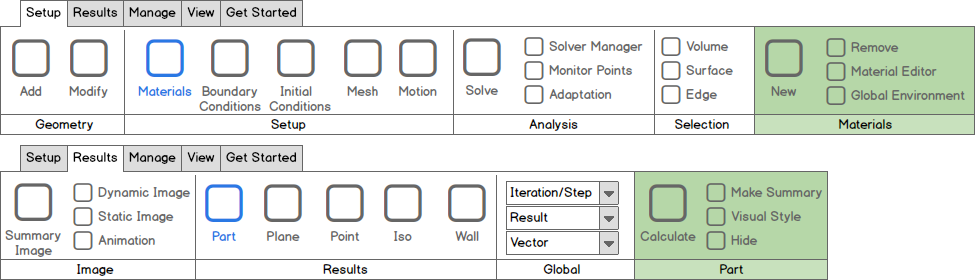 Setup Results Manage View Get Started
Solver Manager Volume Remove
Monitor Points Surface Material Editor
Add Modify Materials Boundary Conditions Initial Conditions Mesh Motion Solve Adaptation Edge New Global Environment
Geometry Setup Analysis Selection Materials
Setup Results Manage View Get Started
Dynamic Image Iteration/Step Make Summary
Static Image Result Visual Style
Summary Image Animation Part Plane Point Iso Wall Vector Calculate Hide
Image Results Global Part